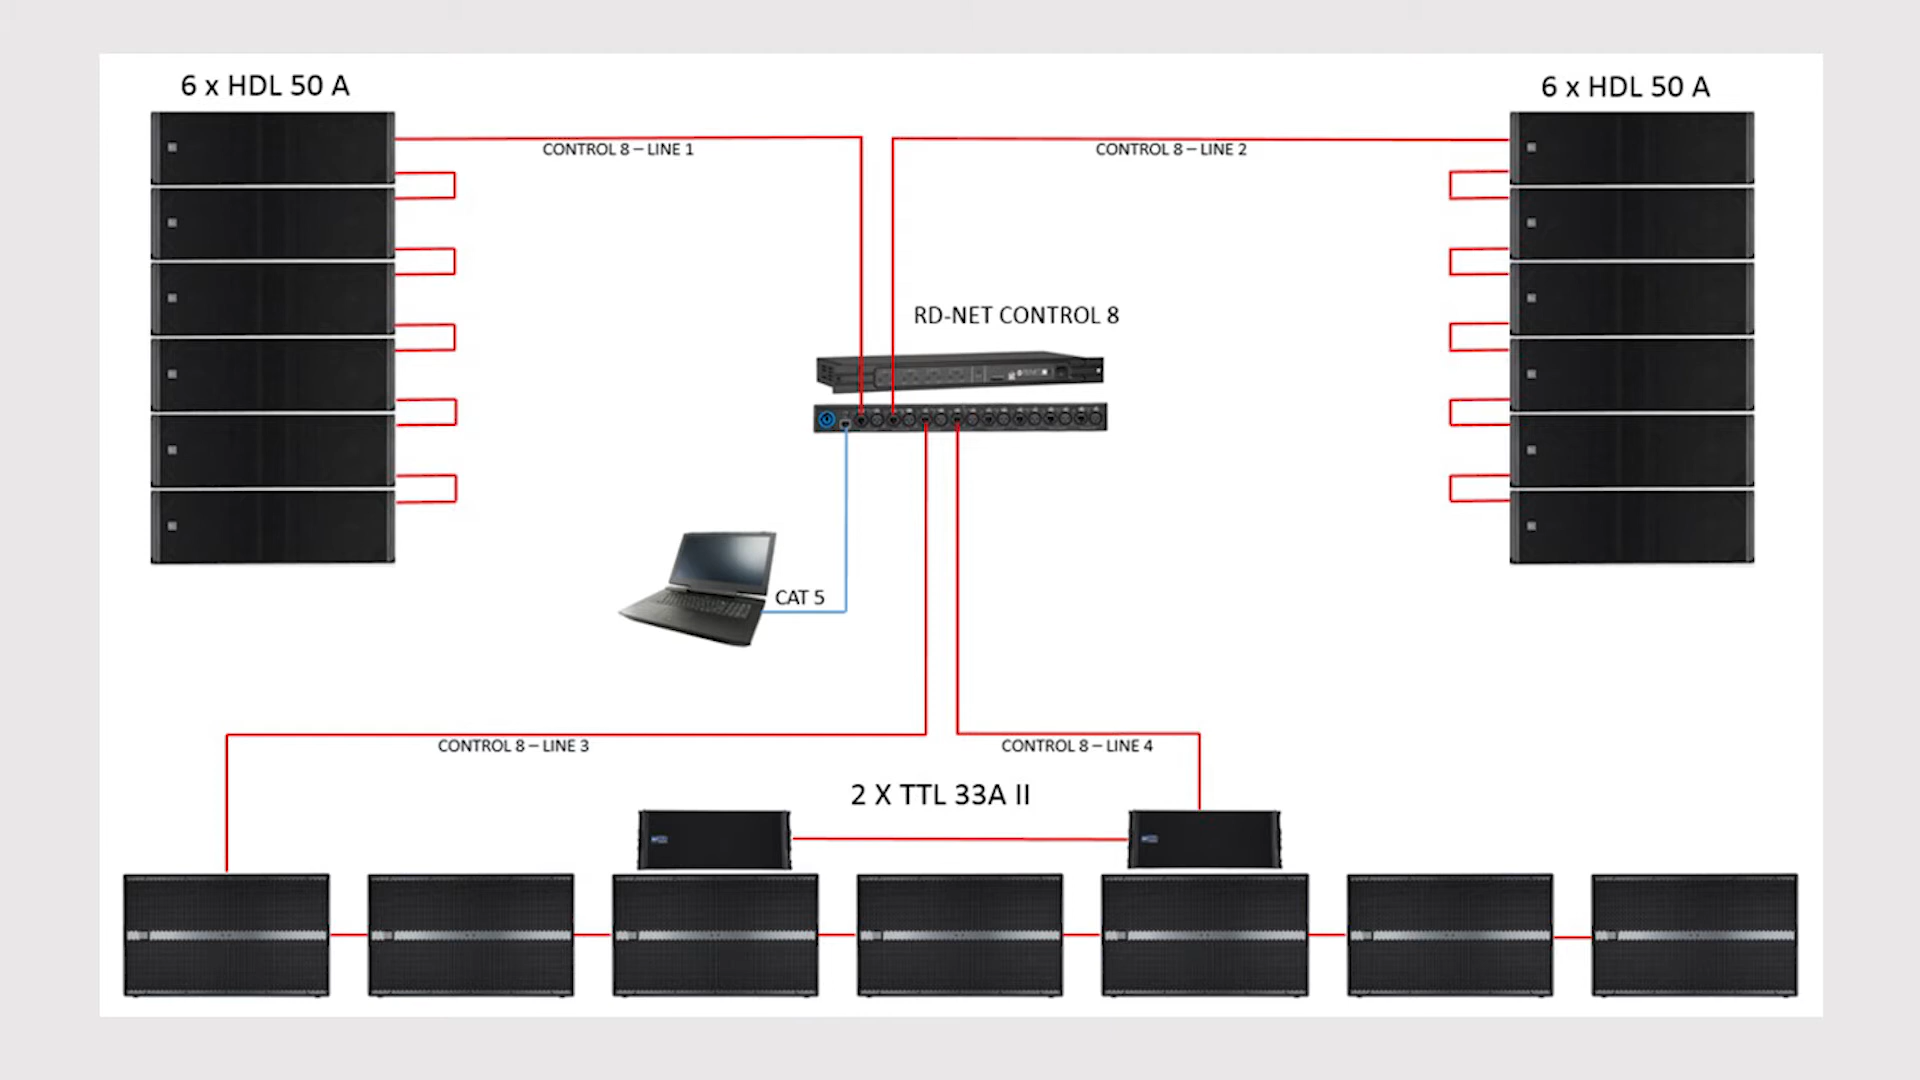 6 x HDL 50 A
6 x HDL 50 A
CONTROL 8 – LINE 1
CONTROL 8 – LINE 2
RD-NET CONTROL 8
CAT 5
CONTROL 8 – LINE 3
CONTROL 8 – LINE 4
2 X TTL 33A II